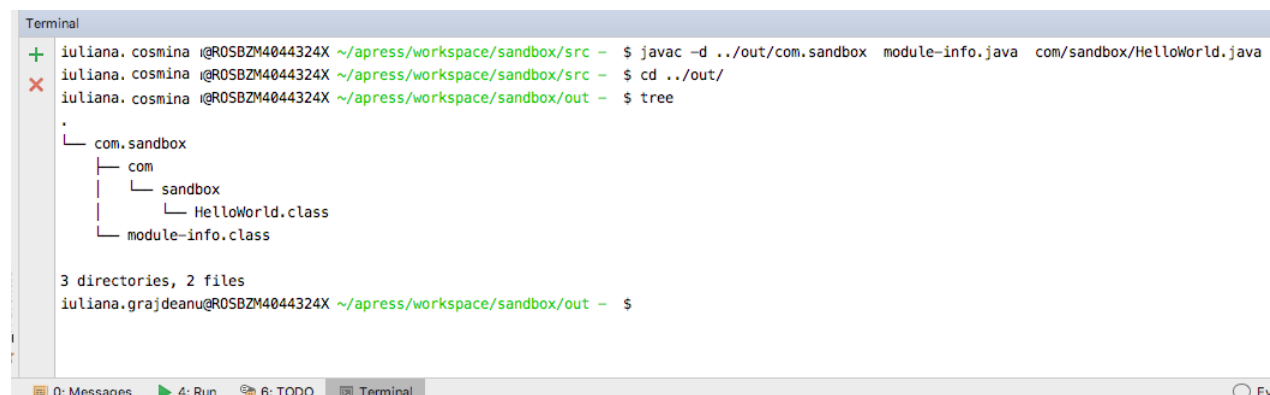 Terminal
iuliana.cosmina @ROSBZM4044324X ~/apress/workspace/sandbox/src – $ javac –d ../out/com.sandbox module–info.java com/sandbox/HelloWorld.java
iuliana.cosmina @ROSBZM4044324X ~/apress/workspace/sandbox/src – $ cd ../out/
iuliana.cosmina @ROSBZM4044324X ~/apress/workspace/sandbox/out – $ tree
.
└── com.sandbox
    ├── com
    │   └── sandbox
    │       └── HelloWorld.class
    └── module–info.class
3 directories, 2 files
iuliana.grajdeanu@ROSBZM4044324X ~/apress/workspace/sandbox/out – $
0: Messages 4: Run 6: TODO Terminal